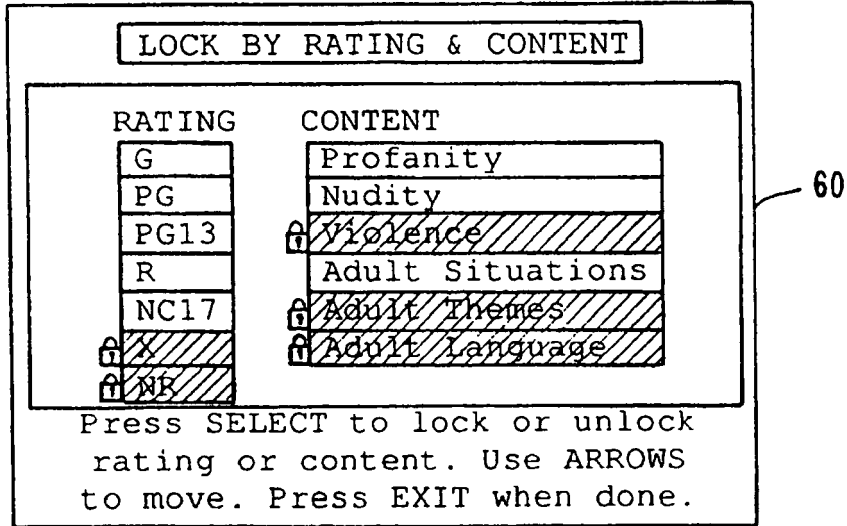 LOCK BY RATING & CONTENT
RATING CONTENT
G Profanity
PG Nudity
60
PG13 Violence
R Adult Situations
NC17 Adult Themes
X Adult Language
NR
Press SELECT to lock or unlock
rating or content. Use ARROWS
to move. Press EXIT when done.